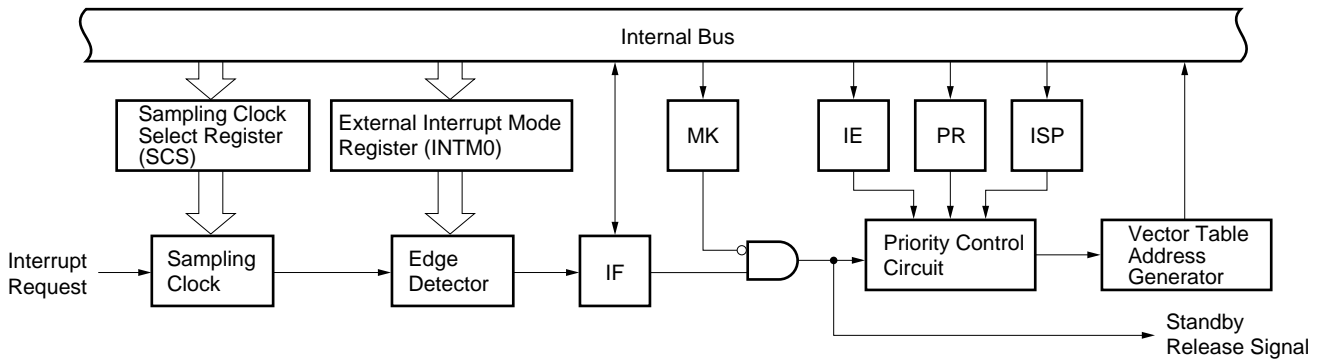 Internal Bus
Sampling Clock
Select Register
(SCS)
External Interrupt Mode
Register (INTM0)
MK
IE
PR
ISP
Interrupt
Request
Sampling
Clock
Edge
Detector
IF
Priority Control
Circuit
Vector Table
Address
Generator
Standby
Release Signal